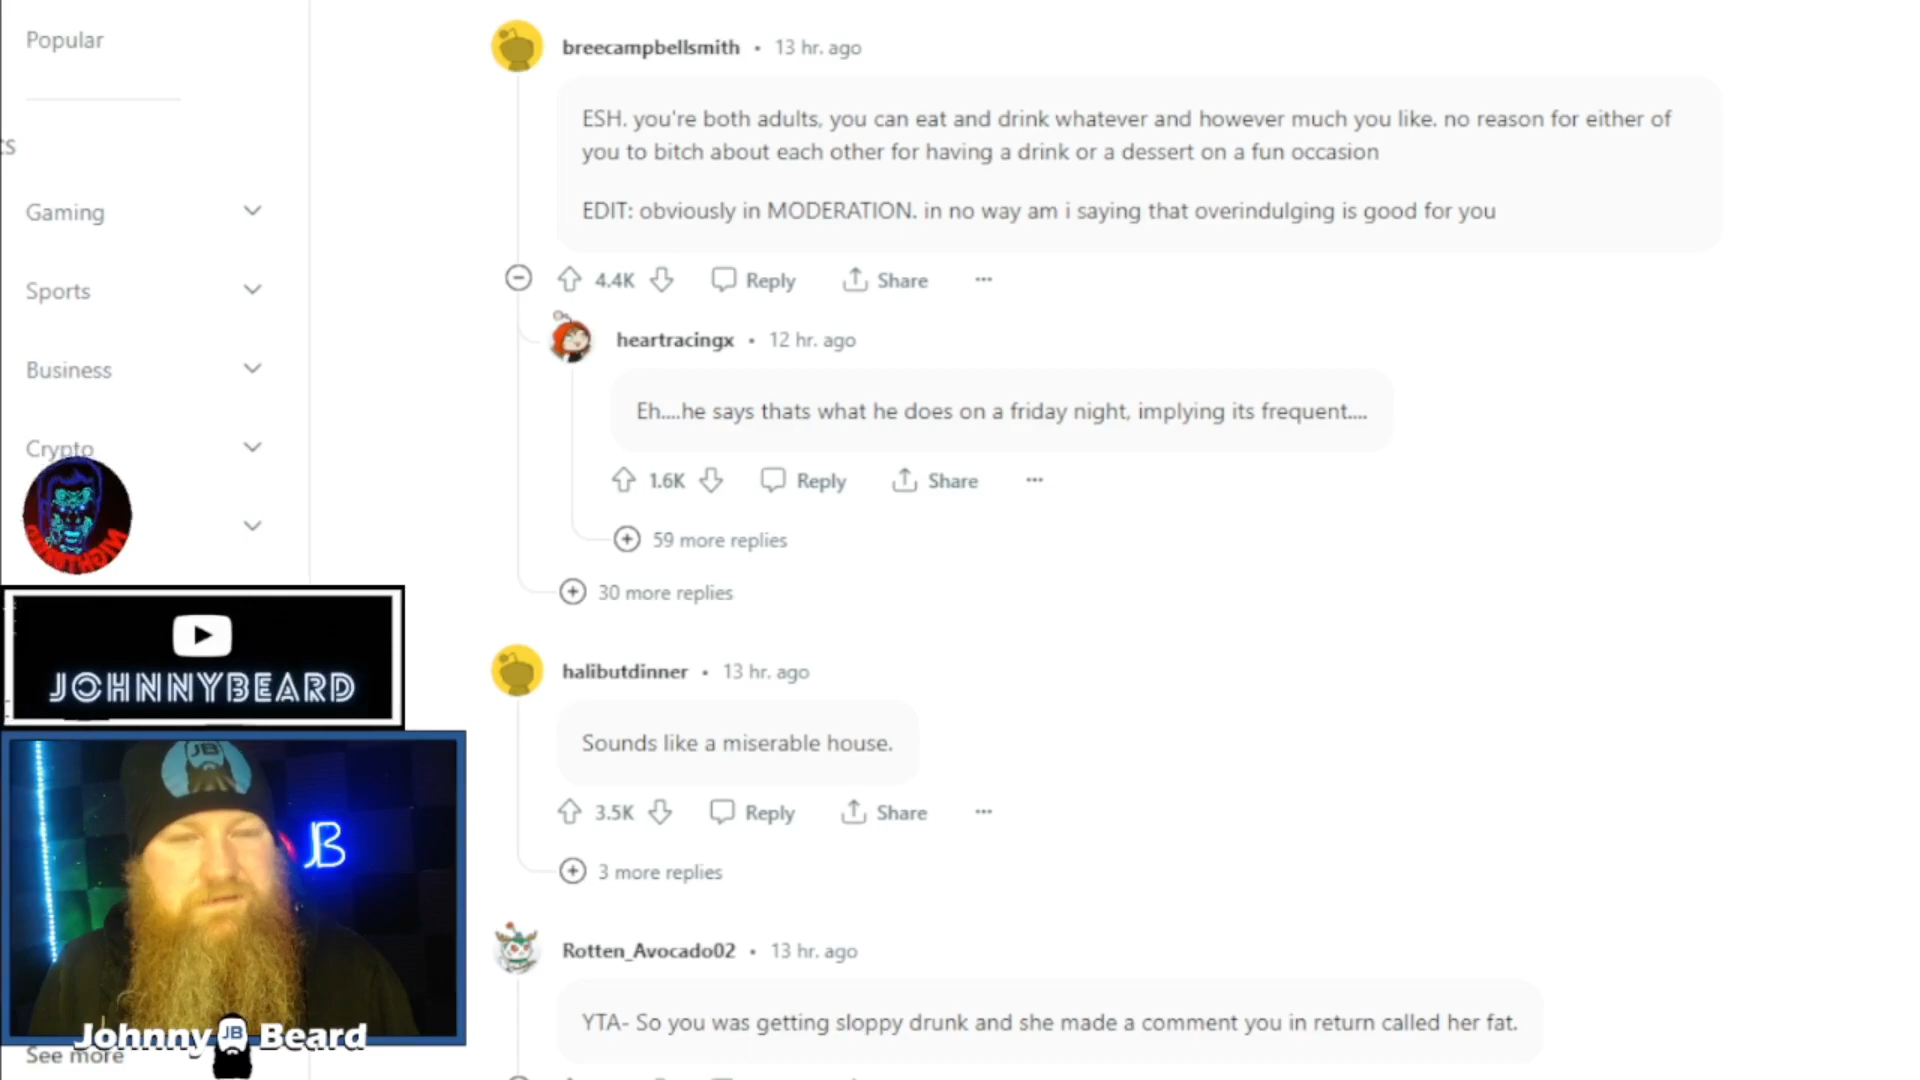 Popular
cs
Gaming
Sports
Business
Crypto
See more
JOHNNYBEARD
JB
JB
Johnny JB Beard
breecampbellsmith • 13 hr. ago
ESH. you're both adults, you can eat and drink whatever and however much you like. no reason for either of
you to bitch about each other for having a drink or a dessert on a fun occasion
EDIT: obviously in MODERATION. in no way am i saying that overindulging is good for you
4.4K Reply Share ...
heartracingx • 12 hr. ago
Eh....he says thats what he does on a friday night, implying its frequent....
1.6K Reply Share ...
59 more replies
30 more replies
halibutdinner • 13 hr. ago
Sounds like a miserable house.
3.5K Reply Share ...
3 more replies
Rotten_Avocado02 • 13 hr. ago
YTA- So you was getting sloppy drunk and she made a comment you in return called her fat.